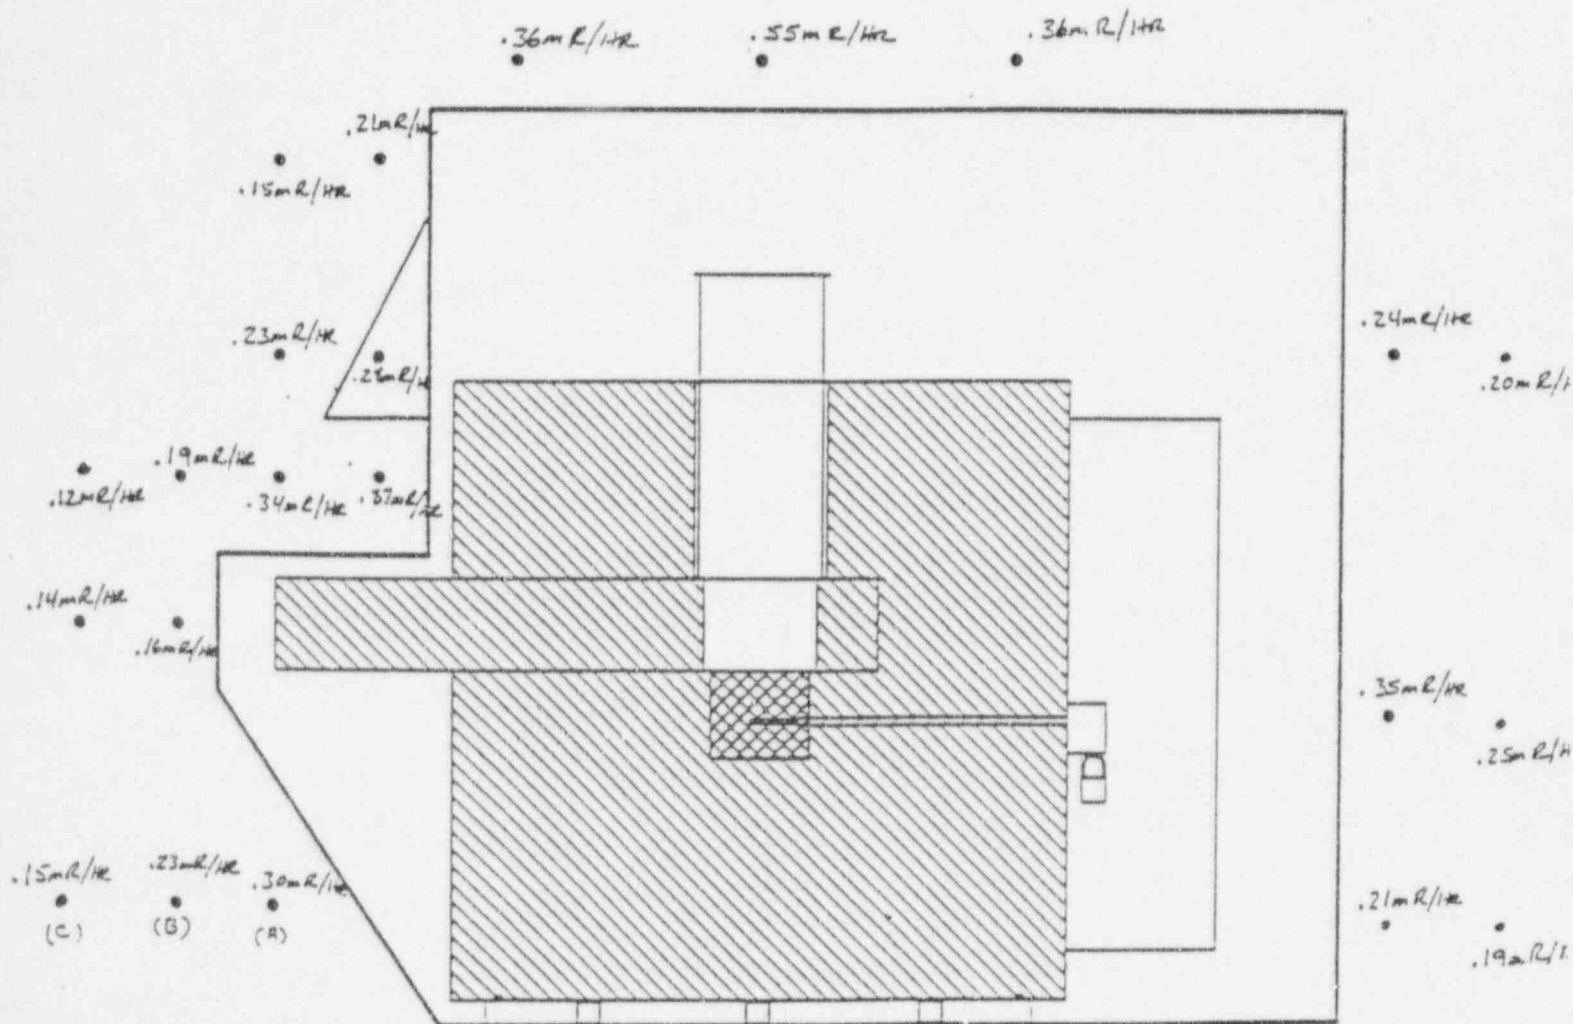 .36mR/HR .55mR/HR .36mR/HR
.21mR/HR
.15mR/HR
.24mR/HR
.23mR/HR
.20mR/H
.19mR/HR
.12mR/HR .34mR/HR .37mR/HR
.14mR/HR
.16mR/HR
.35mR/HR
.25mR/H
.15mR/HR .23mR/HR .30mR/HR
.21mR/HR
(C) (B) (A)
.19mR/